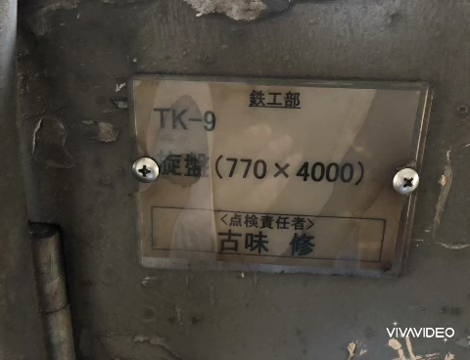 鉄工部
TK-9
旋盤(770×4000)
<点検責任者>
古味 修
VIVAVIDEO